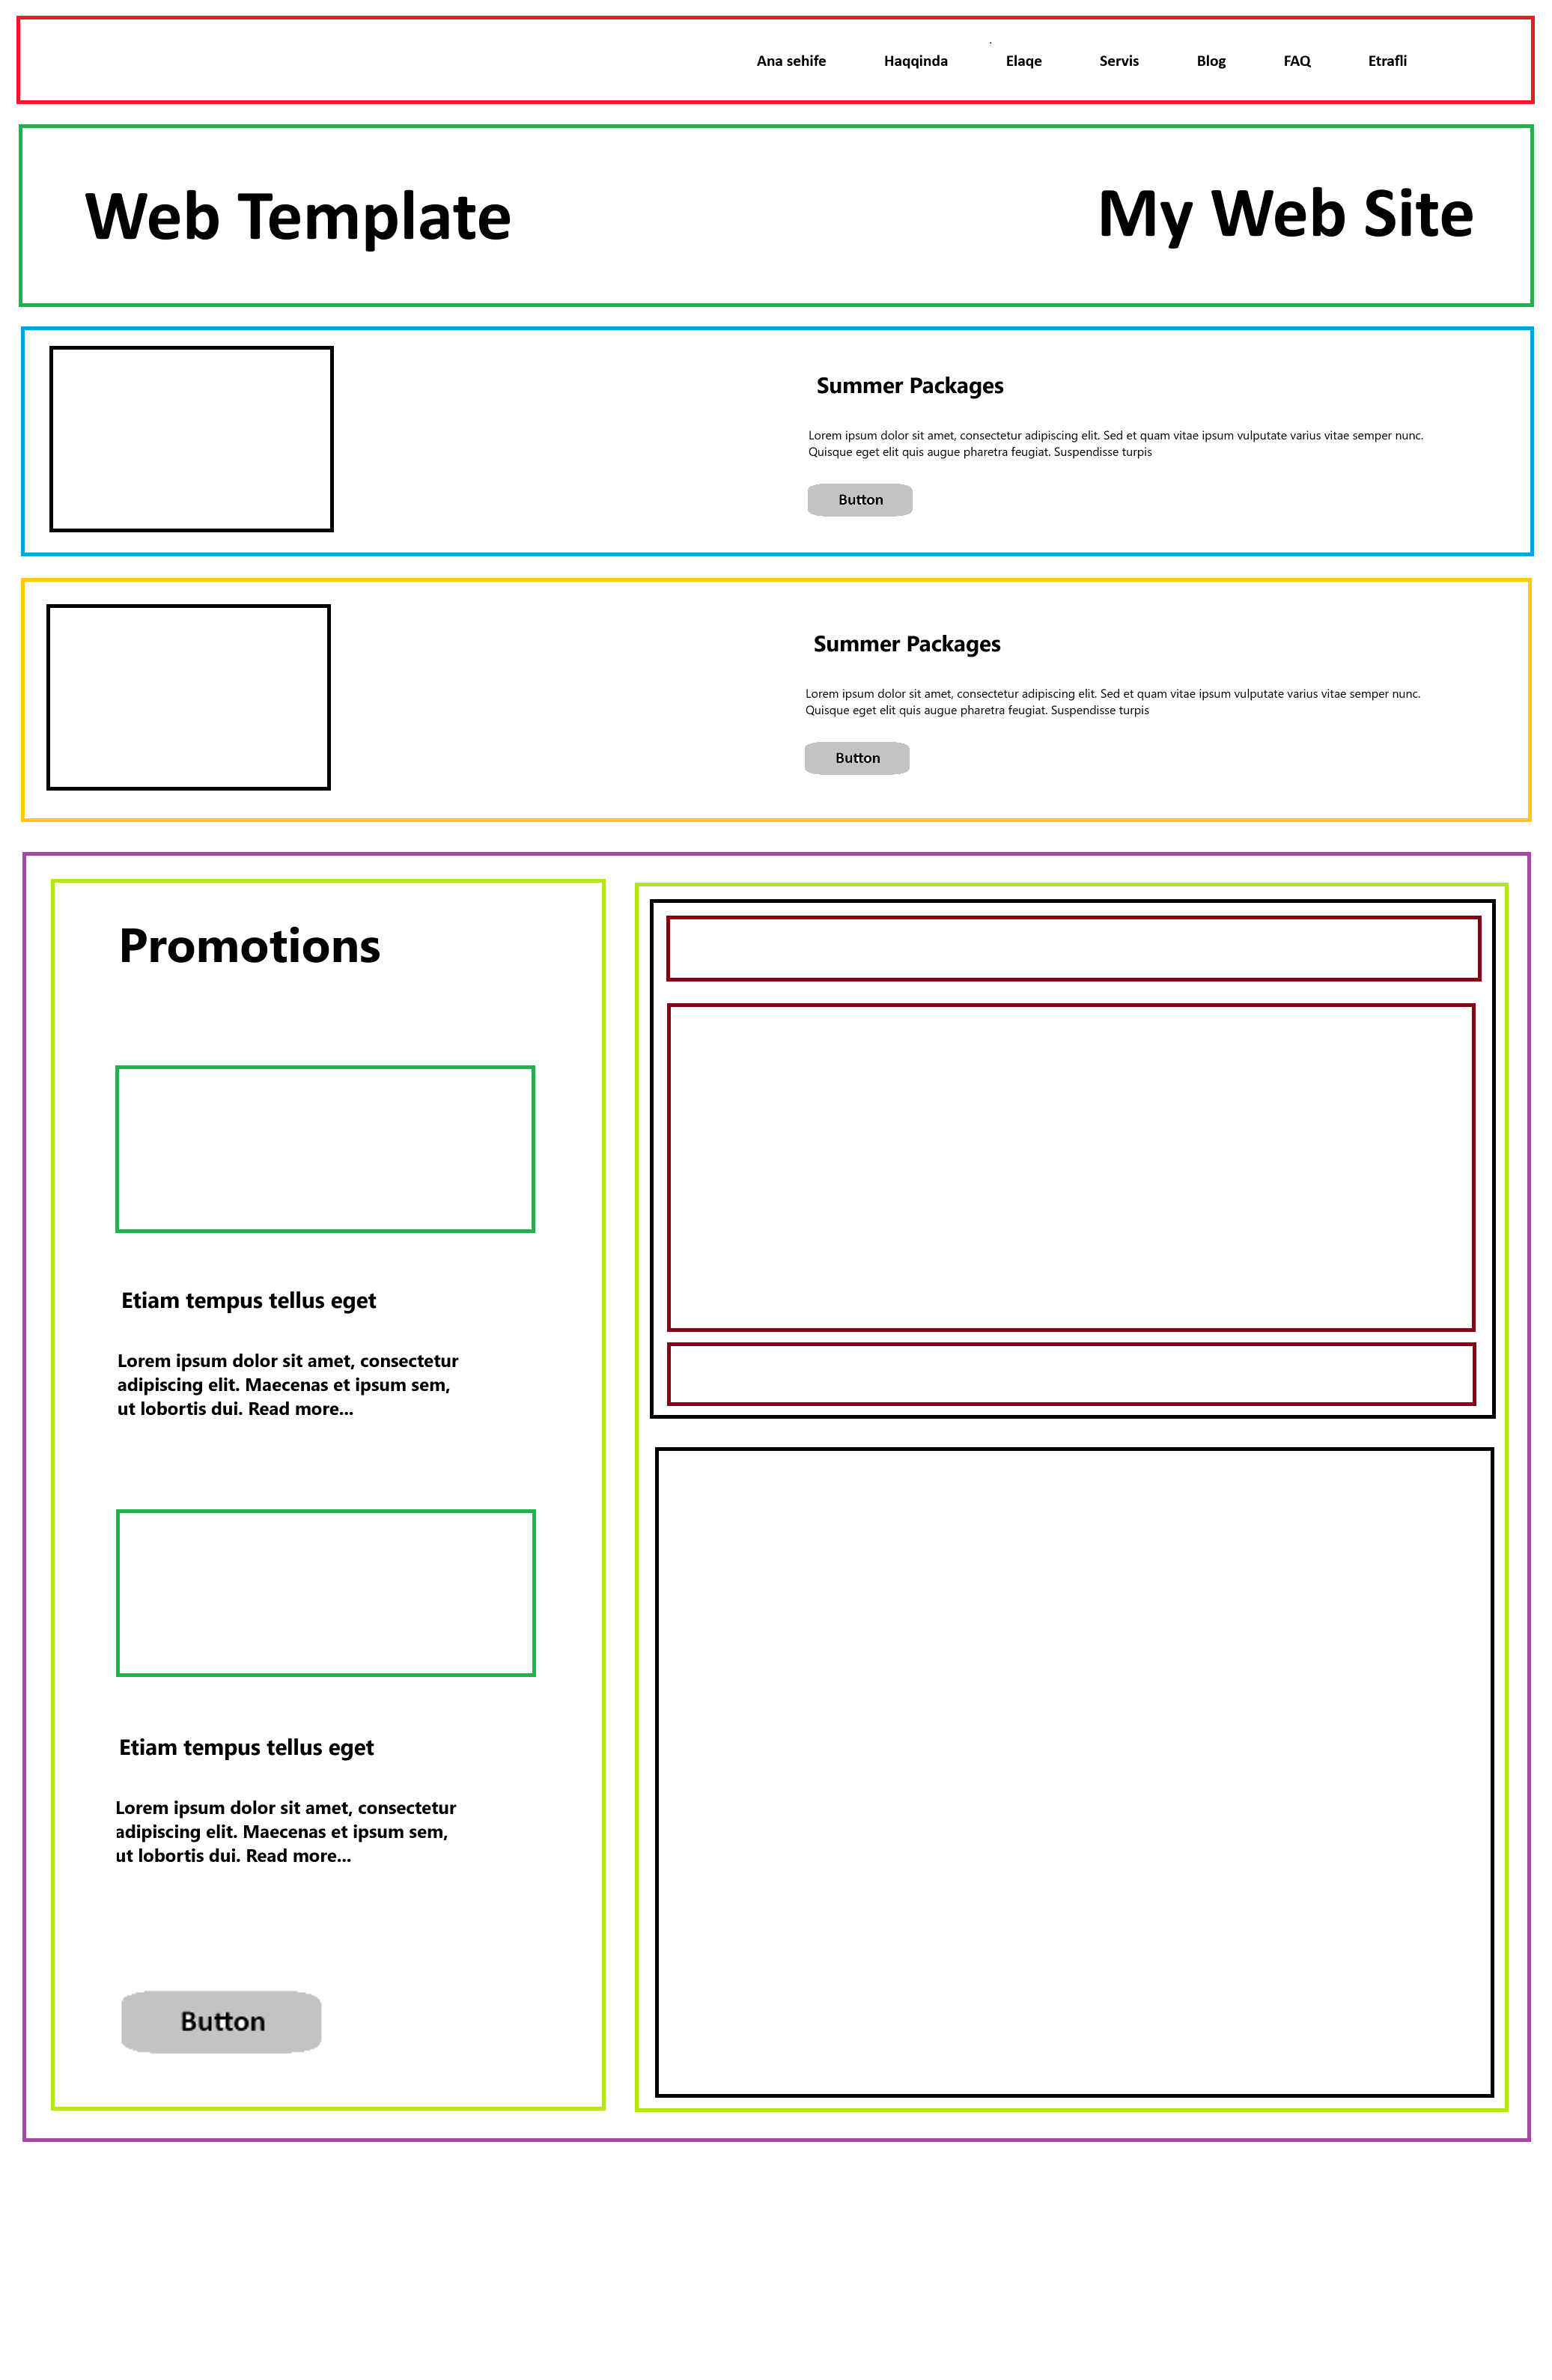 Ana sehife Haqqinda Elaqe Servis Blog FAQ Etrafli
Web Template My Web Site
Summer Packages
Lorem ipsum dolor sit amet, consectetur adipiscing elit. Sed et quam vitae ipsum vulputate varius vitae semper nunc.
Quisque eget elit quis augue pharetra feugiat. Suspendisse turpis
Button
Summer Packages
Lorem ipsum dolor sit amet, consectetur adipiscing elit. Sed et quam vitae ipsum vulputate varius vitae semper nunc.
Quisque eget elit quis augue pharetra feugiat. Suspendisse turpis
Button
Promotions
Etiam tempus tellus eget
Lorem ipsum dolor sit amet, consectetur
adipiscing elit. Maecenas et ipsum sem,
ut lobortis dui. Read more...
Etiam tempus tellus eget
Lorem ipsum dolor sit amet, consectetur
adipiscing elit. Maecenas et ipsum sem,
ut lobortis dui. Read more...
Button